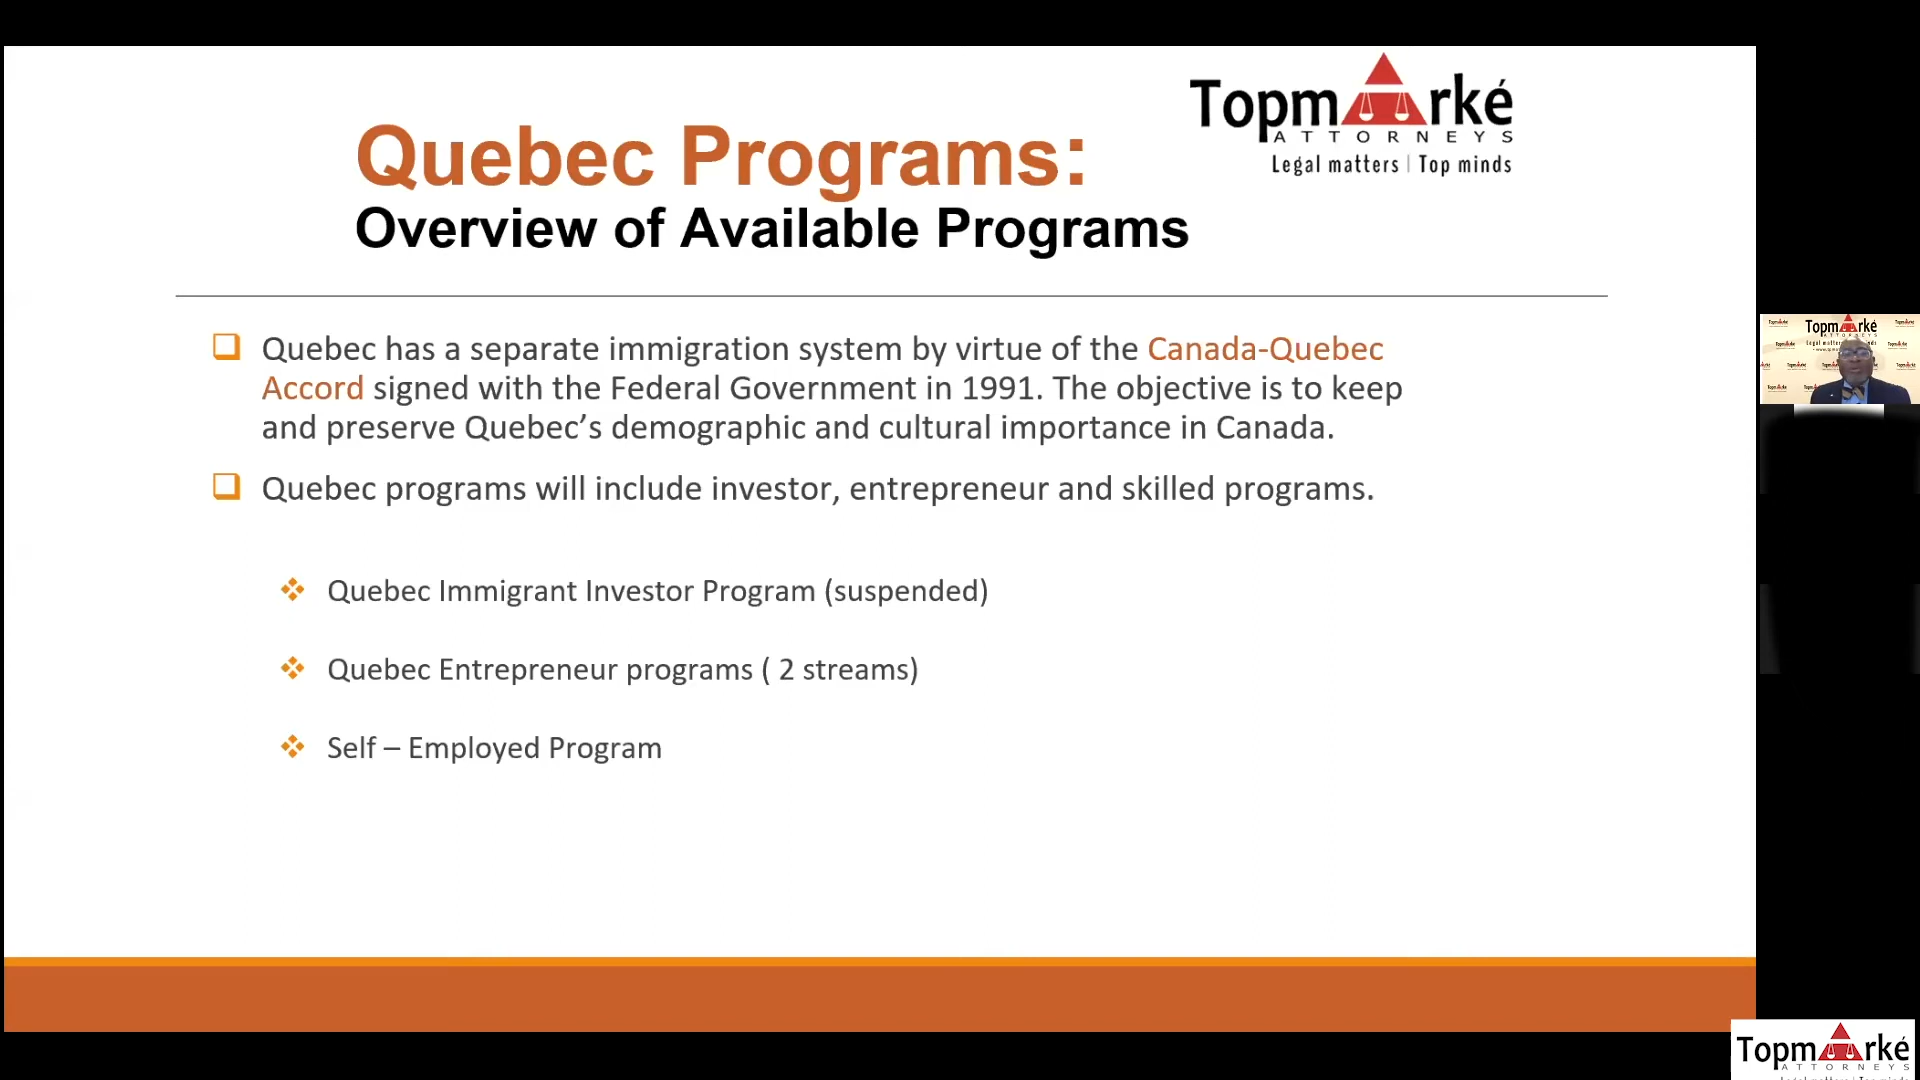 Topmarké
ATTORNEYS
Legal matters | Top minds
Quebec Programs:
Overview of Available Programs
Quebec has a separate immigration system by virtue of the Canada-Quebec
Accord signed with the Federal Government in 1991. The objective is to keep
and preserve Quebec’s demographic and cultural importance in Canada.
Quebec programs will include investor, entrepreneur and skilled programs.
Quebec Immigrant Investor Program (suspended)
Quebec Entrepreneur programs ( 2 streams)
Self – Employed Program
Topmarké
ATTORNEYS
Topmarké
ATTORNEYS